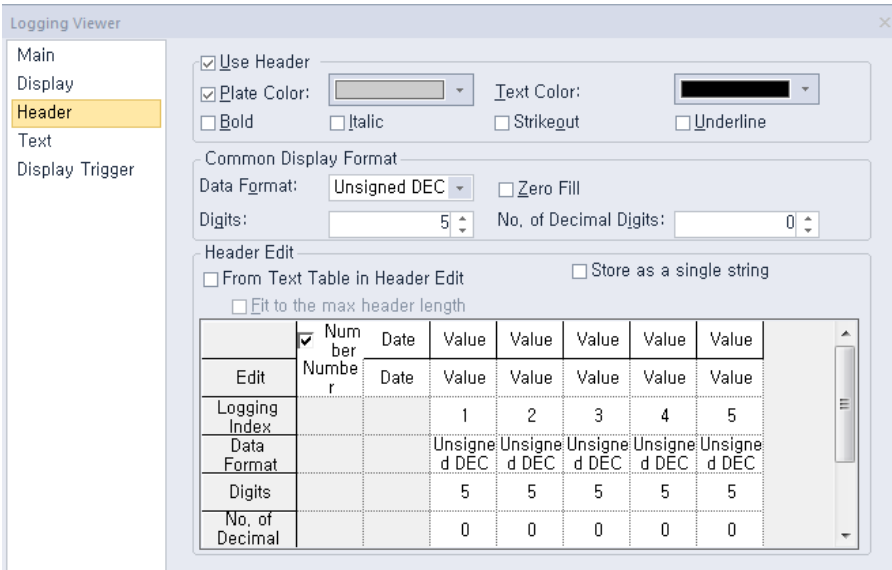 Logging Viewer
Main
Display
Header
Text
Display Trigger
Use Header
Plate Color: Text Color:
Bold Italic Strikeout Underline
Common Display Format
Data Format: Unsigned DEC Zero Fill
Digits: 5 No, of Decimal Digits: 0
Header Edit
From Text Table in Header Edit Store as a single string
Fit to the max header length
Num
ber Date Value Value Value Value Value
Edit Numbe
r Date Value Value Value Value Value
Logging
Index 1 2 3 4 5
Data
Format Unsigne Unsigne Unsigne Unsigne Unsigne
d DEC d DEC d DEC d DEC d DEC
Digits 5 5 5 5 5
No, of
Decimal 0 0 0 0 0